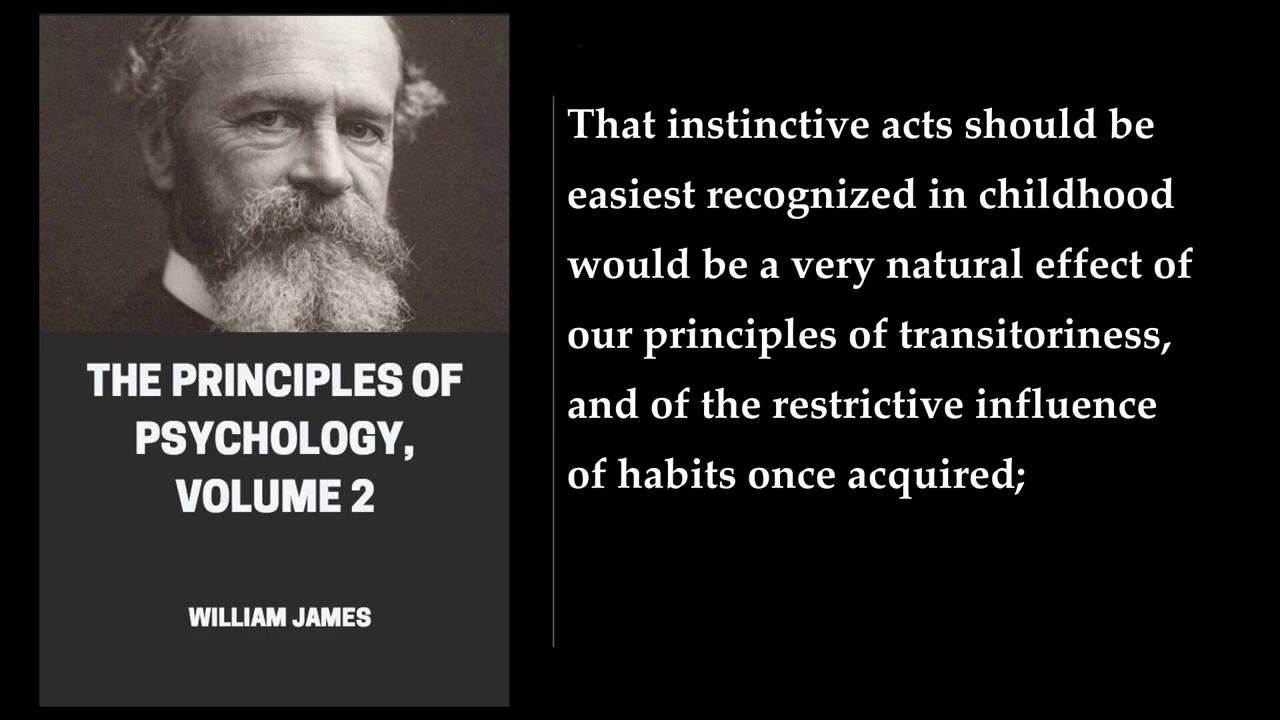 THE PRINCIPLES OF
PSYCHOLOGY,
VOLUME 2
WILLIAM JAMES
That instinctive acts should be
easiest recognized in childhood
would be a very natural effect of
our principles of transitoriness,
and of the restrictive influence
of habits once acquired;